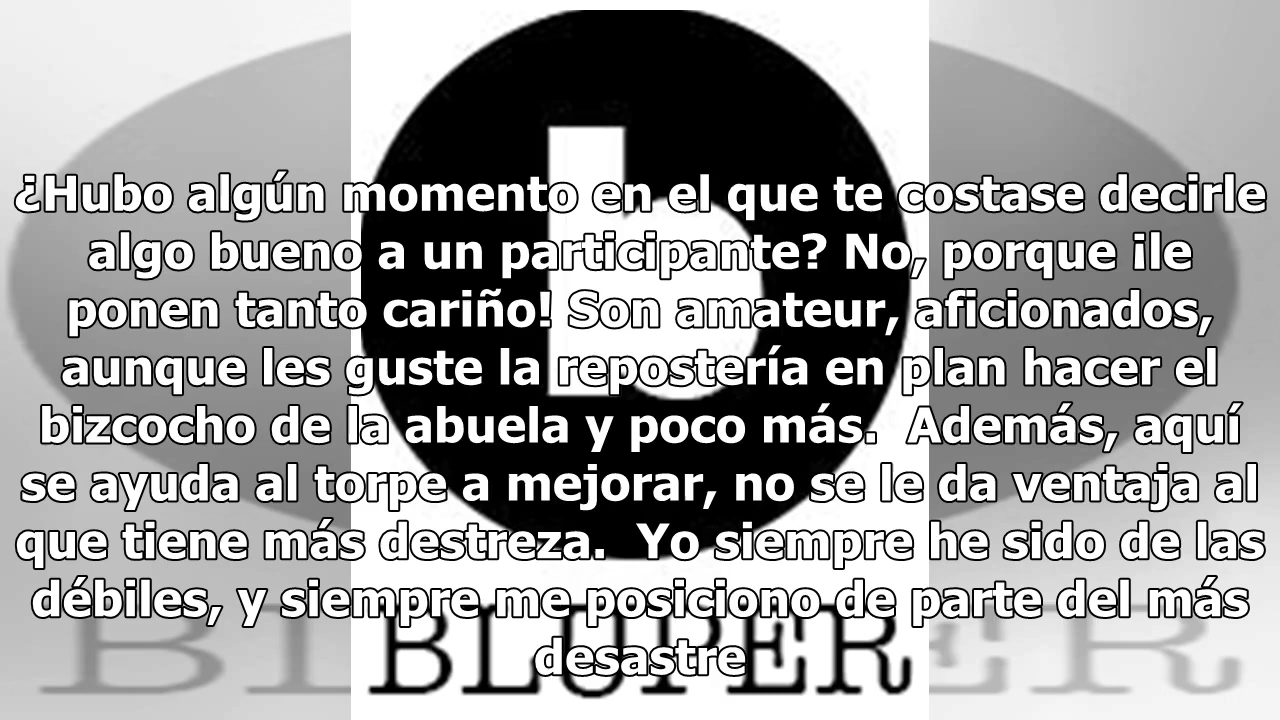 ¿Hubo algún momento en el que te costase decirle
algo bueno a un participante? No, porque ¡le
ponen tanto cariño! Son amateur, aficionados,
aunque les guste la repostería en plan hacer el
bizcocho de la abuela y poco más.  Además, aquí
se ayuda al torpe a mejorar, no se le da ventaja al
que tiene más destreza.  Yo siempre he sido de las
débiles, y siempre me posiciono de parte del más
desastre
b
BLUPER